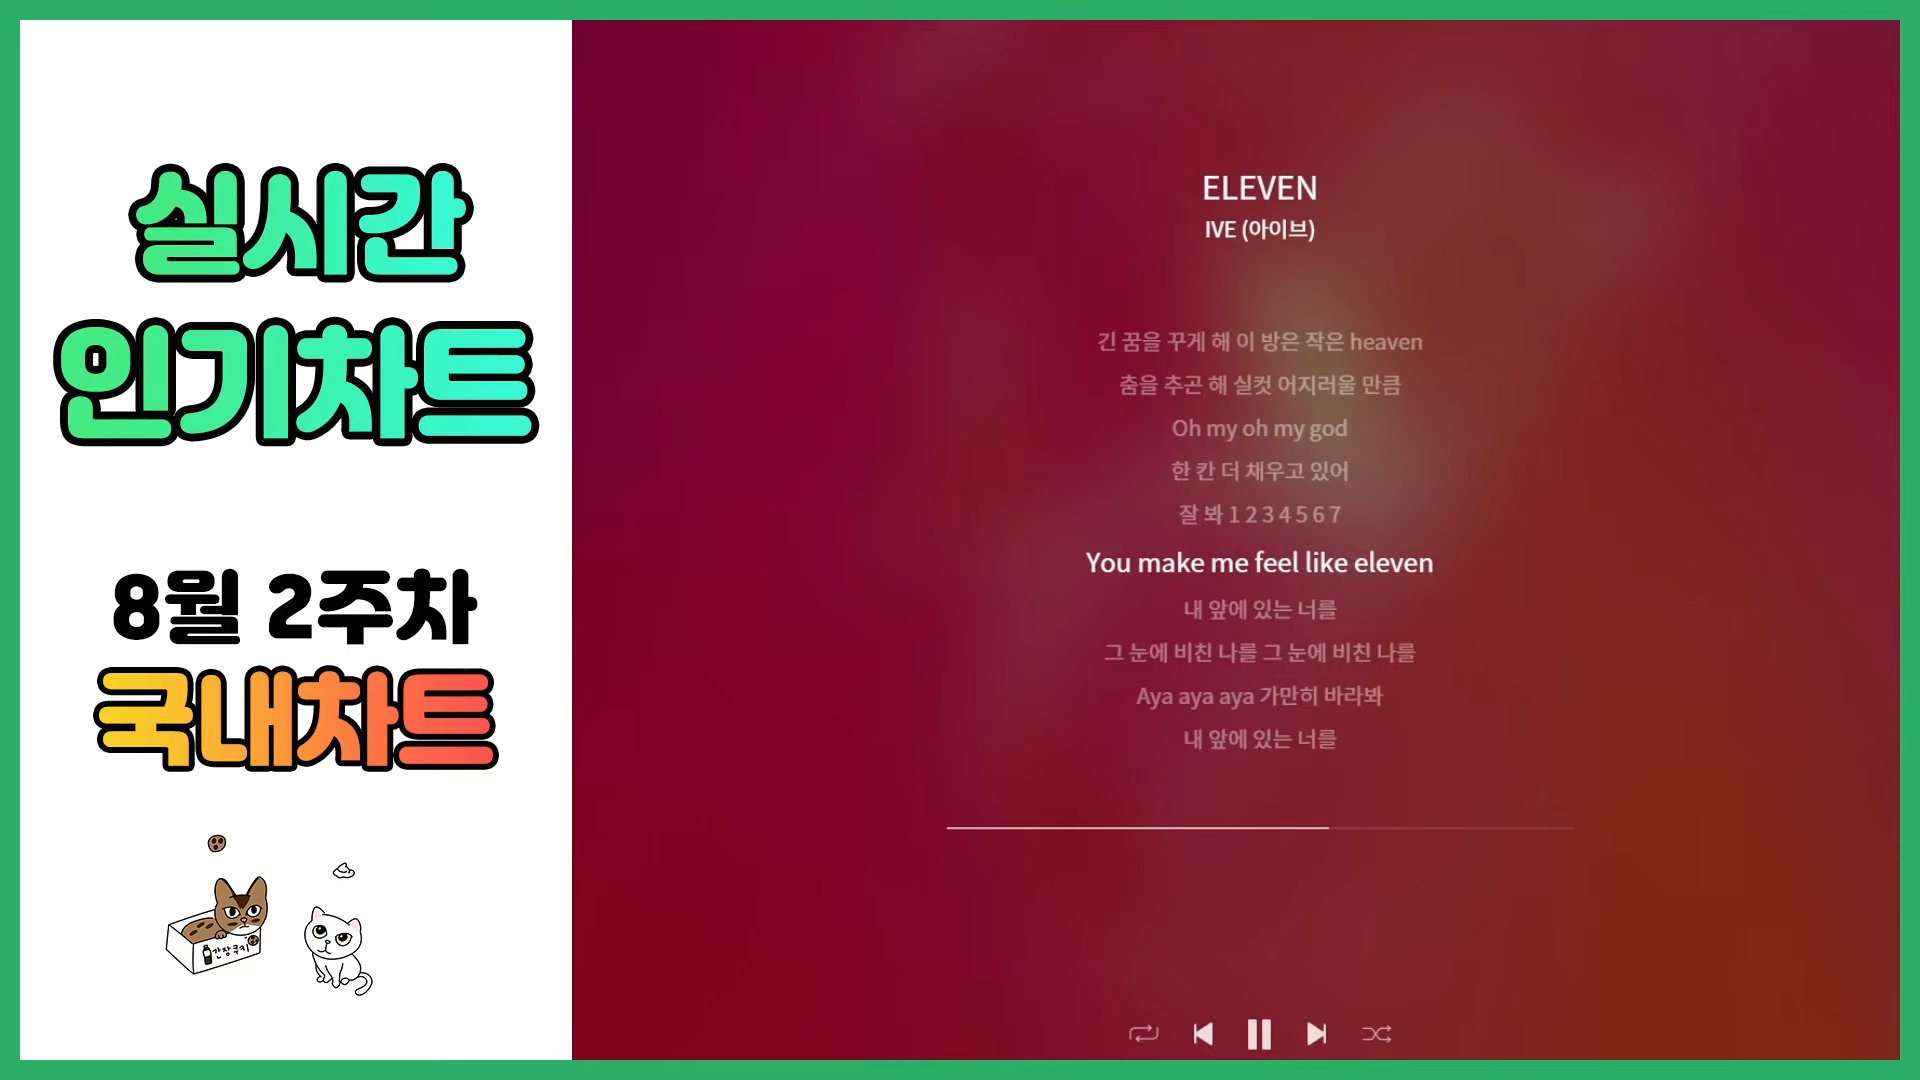 실시간
인기차트
8월 2주차
국내차트
간장쿠키
ELEVEN
IVE (아이브)
긴 꿈을 꾸게 해 이 방은 작은 heaven
춤을 추곤 해 실컷 어지러울 만큼
Oh my oh my god
한 칸 더 채우고 있어
잘 봐 1 2 3 4 5 6 7
You make me feel like eleven
내 앞에 있는 너를
그 눈에 비친 나를 그 눈에 비친 나를
Aya aya aya 가만히 바라봐
내 앞에 있는 너를